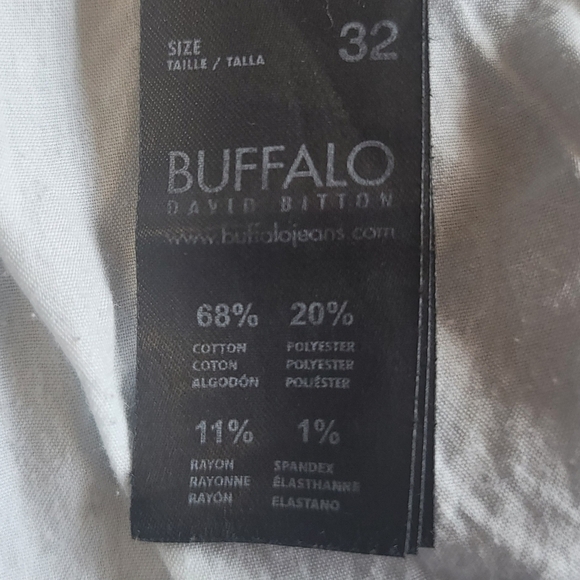 SIZE 32
TAILLE / TALLA
BUFFALO
DAVID BITTON
www.buffalojeans.com
68% 20%
COTTON POLYESTER
COTON POLYESTER
ALGODÓN POLIÉSTER
11% 1%
RAYON SPANDEX
RAYONNE ÉLASTHANNE
RAYÓN ELASTANO